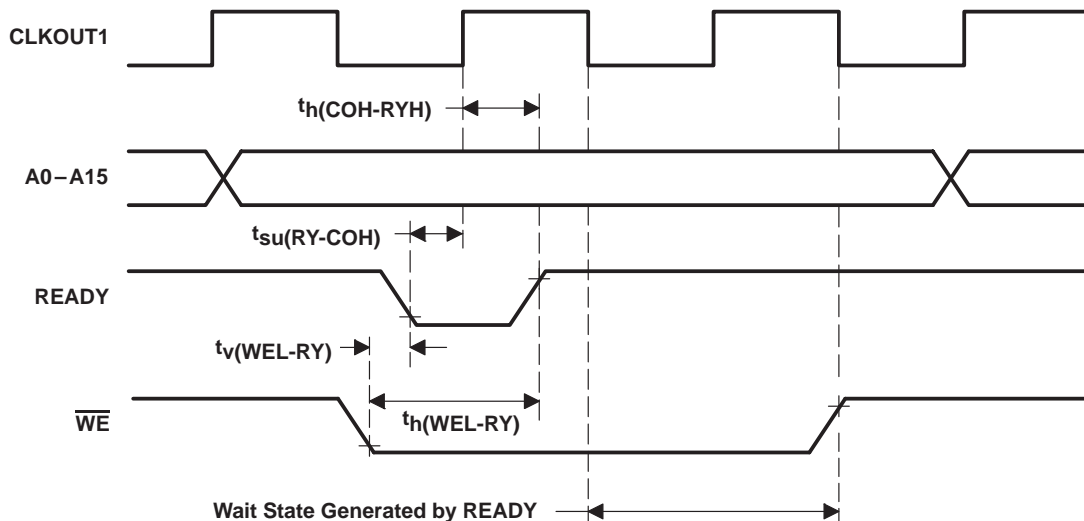 CLKOUT1
th(COH-RYH)
A0–A15
tsu(RY-COH)
READY
tv(WEL-RY)
th(WEL-RY)
W̅E̅
Wait State Generated by READY